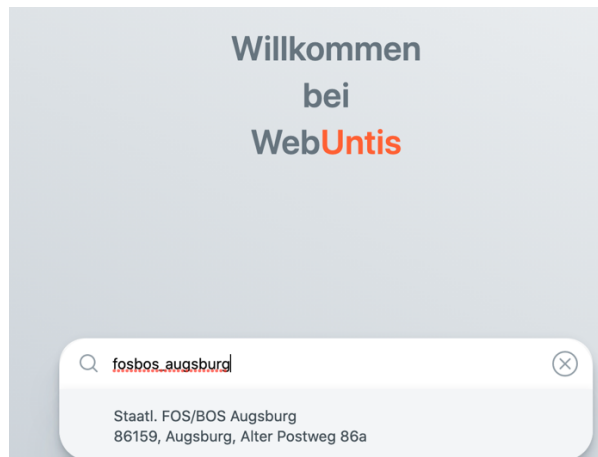 Willkommen
bei
WebUntis
fosbos_augsburg
Staatl. FOS/BOS Augsburg
86159, Augsburg, Alter Postweg 86a